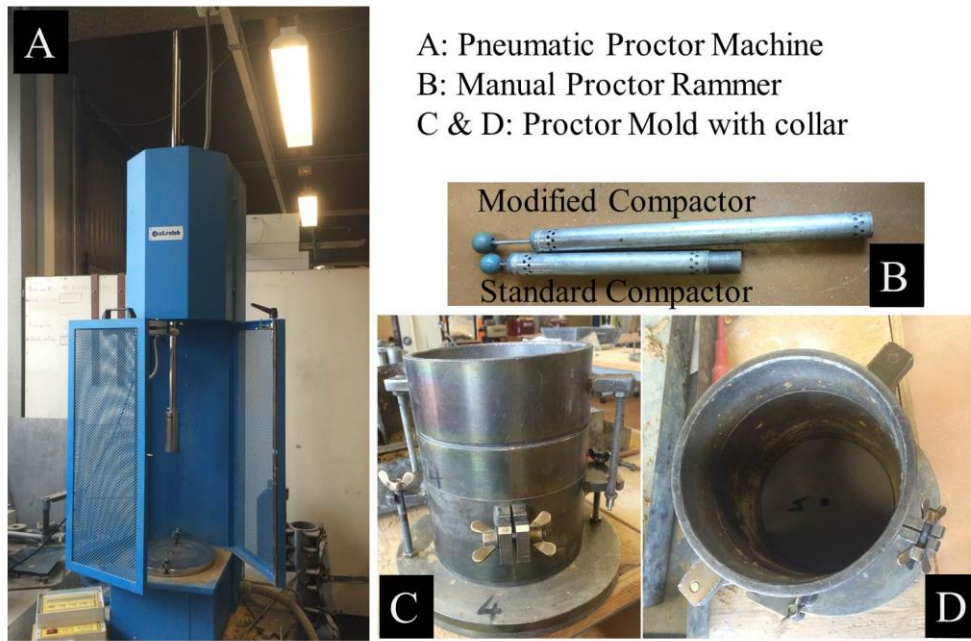 A
A: Pneumatic Proctor Machine
B: Manual Proctor Rammer
C & D: Proctor Mold with collar
Modified Compactor
B
Standard Compactor
4
C
D